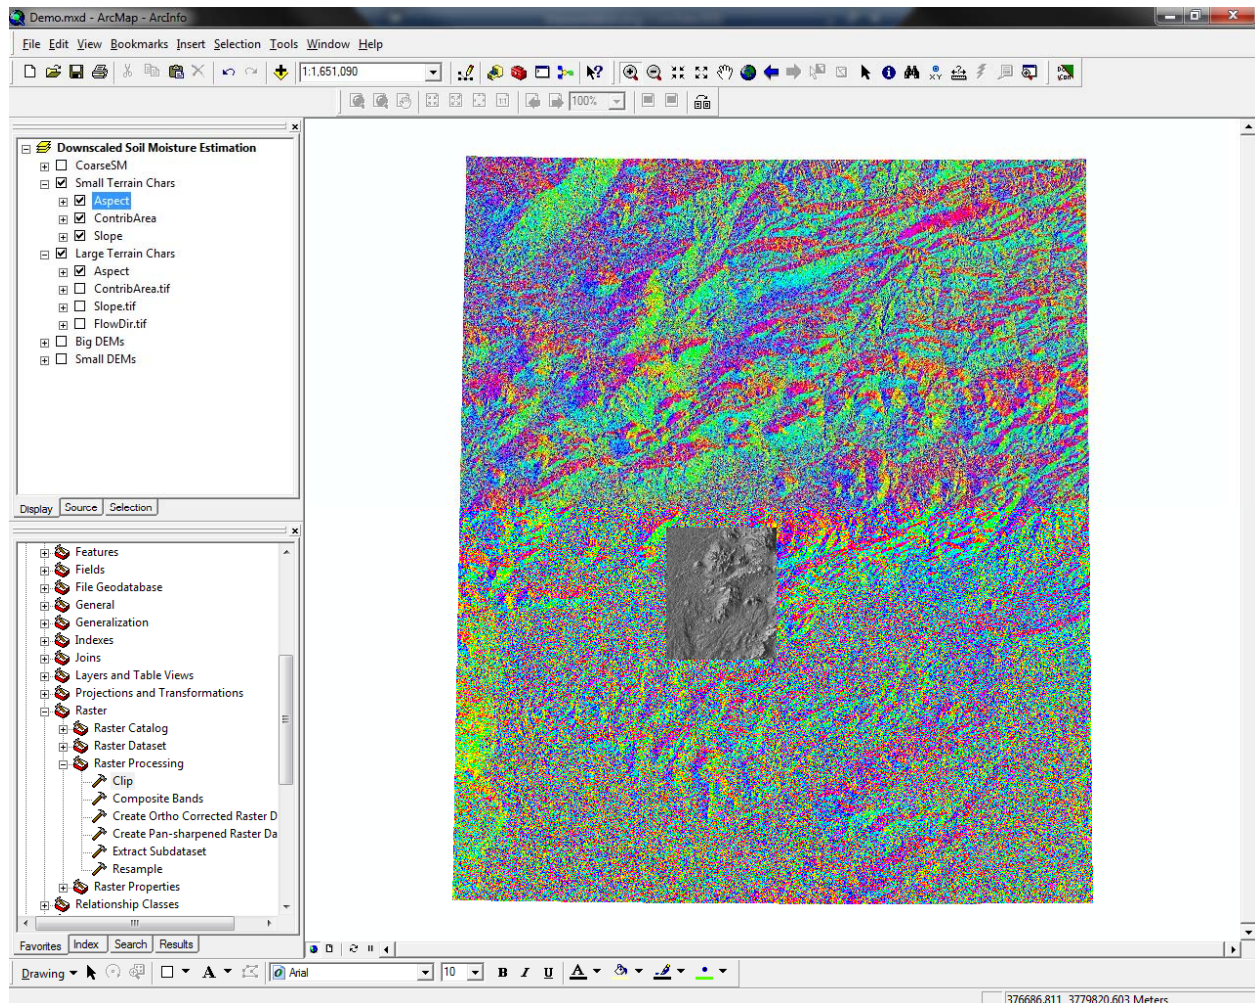 Demo.mxd - ArcMap - ArcInfo
File Edit View Bookmarks Insert Selection Tools Window Help
1:1,651,090
100%
Downscaled Soil Moisture Estimation
CoarseSM
Small Terrain Chars
Aspect
ContribArea
Slope
Large Terrain Chars
Aspect
ContribArea.tif
Slope.tif
FlowDir.tif
Big DEMs
Small DEMs
Display Source Selection
Features
Fields
File Geodatabase
General
Generalization
Indexes
Joins
Layers and Table Views
Projections and Transformations
Raster
Raster Catalog
Raster Dataset
Raster Processing
Clip
Composite Bands
Create Ortho Corrected Raster D
Create Pan-sharpened Raster Da
Extract Subdataset
Resample
Raster Properties
Relationship Classes
Favorites Index Search Results
Drawing A Arial 10 B I U A
376686.811 3779820.603 Meters